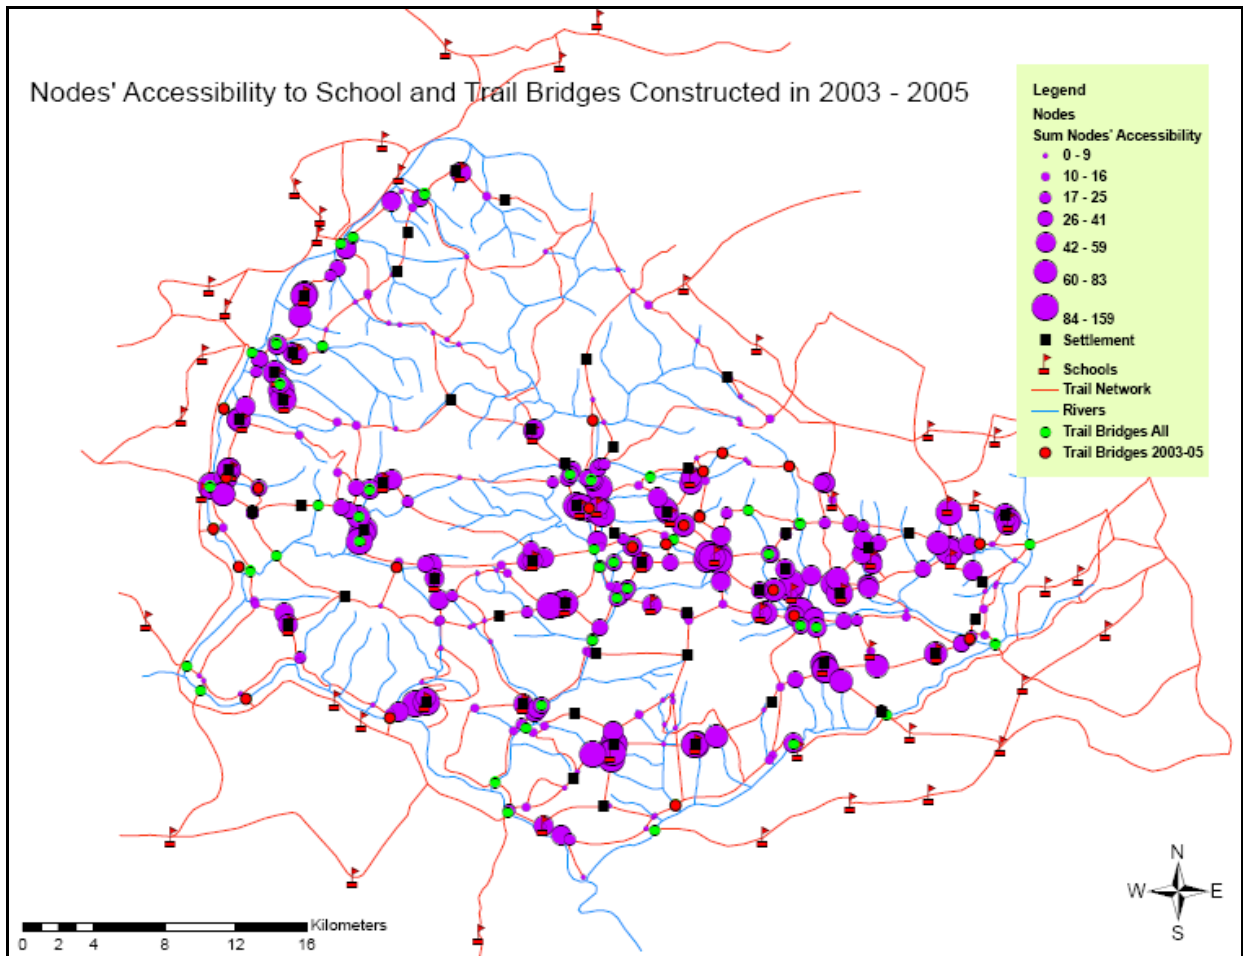 Nodes' Accessibility to School and Trail Bridges Constructed in 2003 - 2005
Legend
Nodes
Sum Nodes' Accessibility
0 - 9
10 - 16
17 - 25
26 - 41
42 - 59
60 - 83
84 - 159
Settlement
Schools
Trail Network
Rivers
Trail Bridges All
Trail Bridges 2003-05
N
W E
S
Kilometers
0 2 4 8 12 16